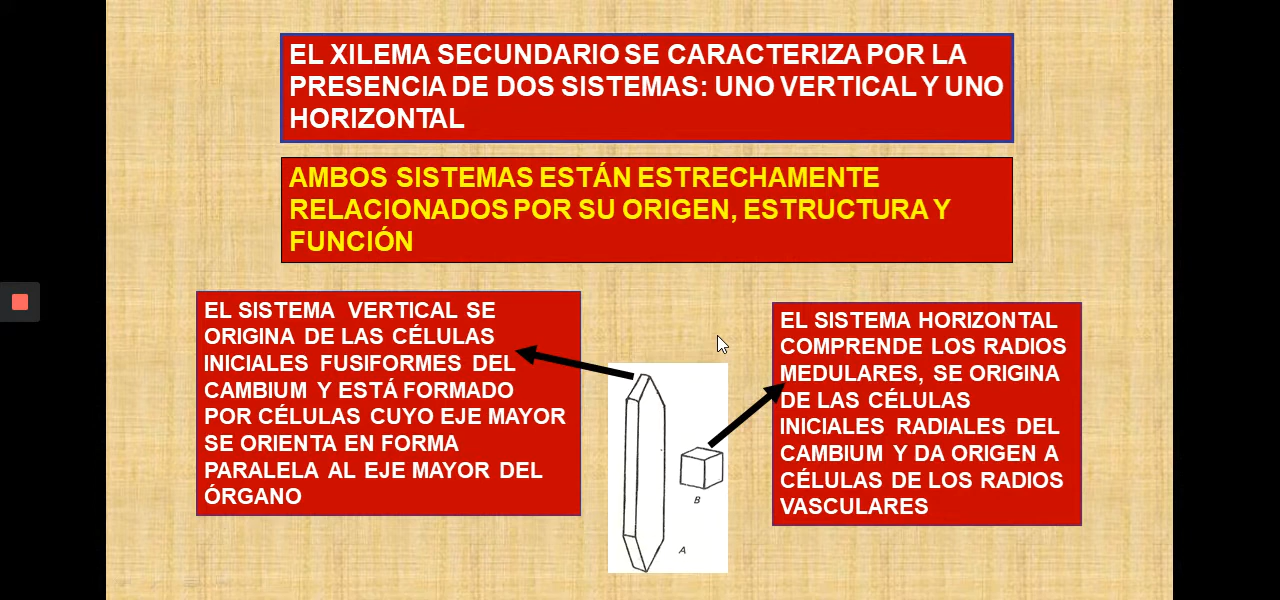 EL XILEMA SECUNDARIO SE CARACTERIZA POR LA
PRESENCIA DE DOS SISTEMAS: UNO VERTICAL Y UNO
HORIZONTAL
AMBOS SISTEMAS ESTÁN ESTRECHAMENTE
RELACIONADOS POR SU ORIGEN, ESTRUCTURA Y
FUNCIÓN
EL SISTEMA VERTICAL SE
ORIGINA DE LAS CÉLULAS
INICIALES FUSIFORMES DEL
CAMBIUM Y ESTÁ FORMADO
POR CÉLULAS CUYO EJE MAYOR
SE ORIENTA EN FORMA
PARALELA AL EJE MAYOR DEL
ÓRGANO
EL SISTEMA HORIZONTAL
COMPRENDE LOS RADIOS
MEDULARES, SE ORIGINA
DE LAS CÉLULAS
INICIALES RADIALES DEL
CAMBIUM Y DA ORIGEN A
CÉLULAS DE LOS RADIOS
VASCULARES
B
A